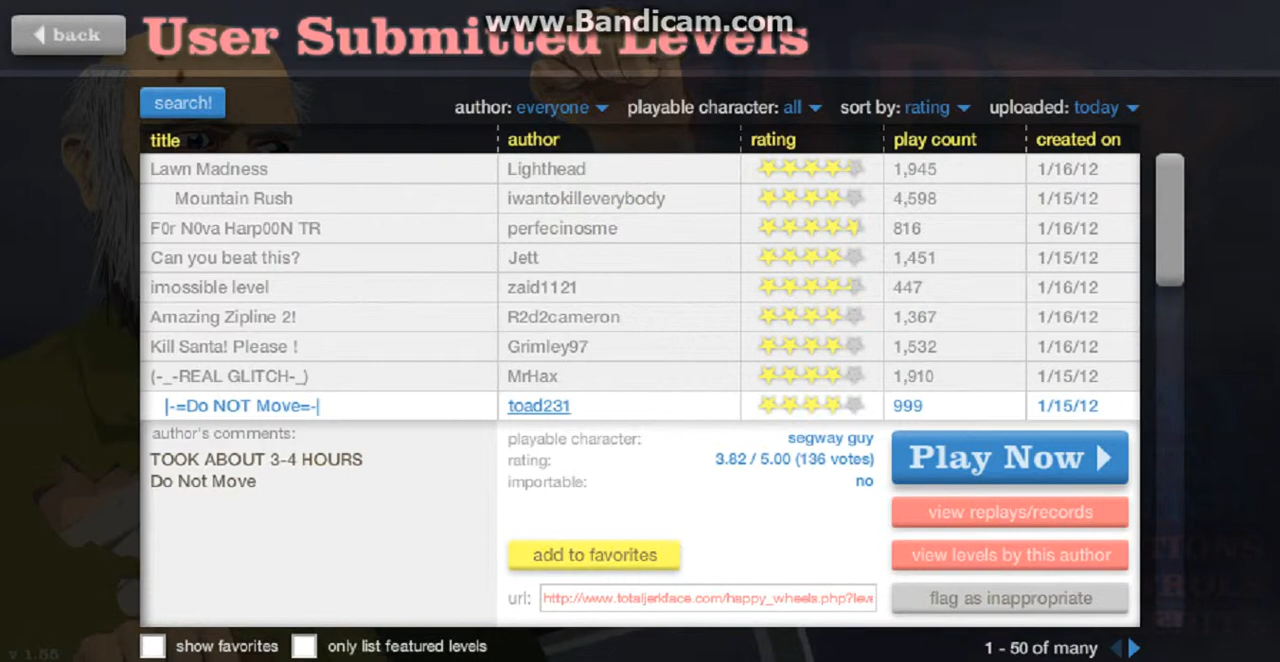 www.Bandicam.com
back
User Submitted Levels
search!
author: everyone playable character: all sort by: rating uploaded: today
title author rating play count created on
Lawn Madness Lighthead 1,945 1/16/12
Mountain Rush iwantokilleverybody 4,598 1/15/12
F0r N0va Harp00N TR perfecinosme 816 1/16/12
Can you beat this? Jett 1,451 1/15/12
imossible level zaid1121 447 1/16/12
Amazing Zipline 2! R2d2cameron 1,367 1/16/12
Kill Santa! Please ! Grimley97 1,532 1/16/12
(-_-REAL GLITCH-_) MrHax 1,910 1/15/12
|-=Do NOT Move=-| toad231 999 1/15/12
author's comments:
TOOK ABOUT 3-4 HOURS
Do Not Move
playable character: segway guy
rating: 3.82 / 5.00 (136 votes)
importable: no
add to favorites
url: http://www.totaljerkface.com/happy_wheels.php?leve
Play Now
view replays/records
view levels by this author
flag as inappropriate
show favorites only list featured levels
1 - 50 of many
v 1.55